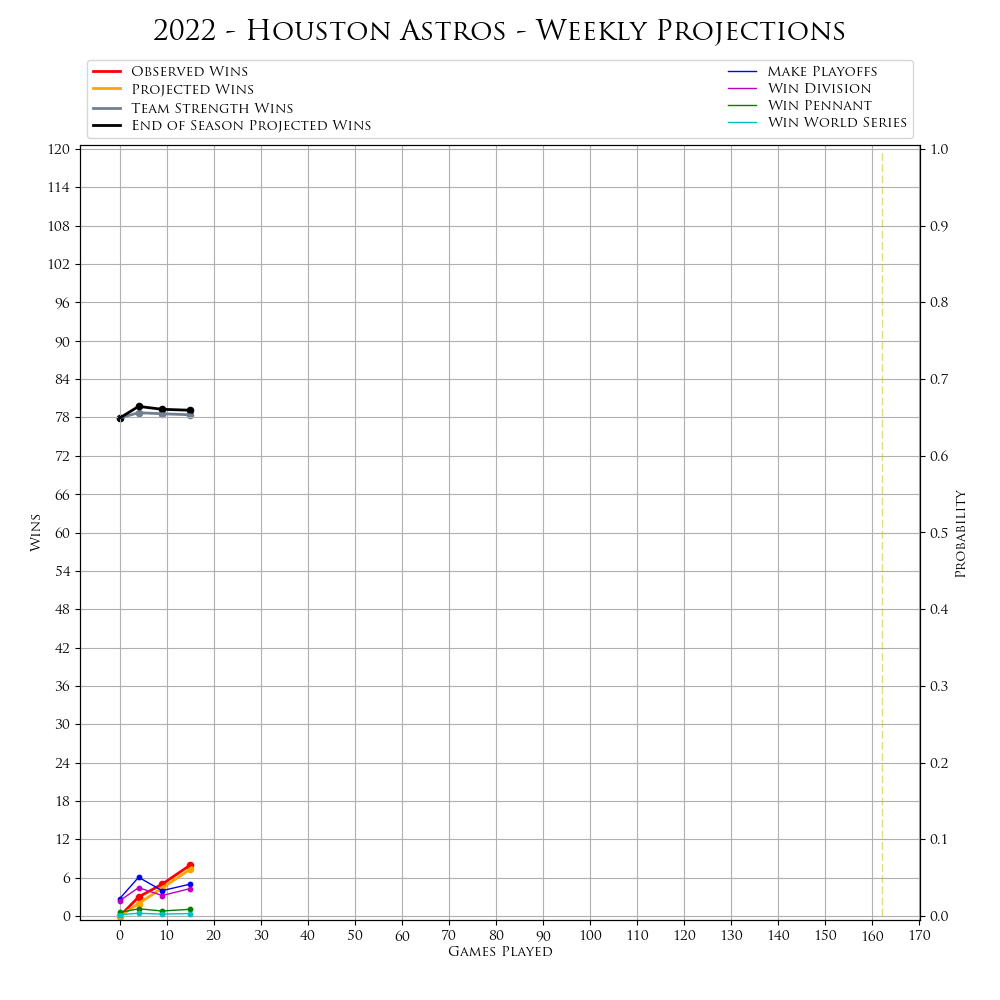 2022 - Houston Astros - Weekly Projections
Observed Wins
Projected Wins
Team Strength Wins
End of Season Projected Wins
Make Playoffs
Win Division
Win Pennant
Win World Series
120
114
108
102
96
90
84
78
72
66
60
54
48
42
36
30
24
18
12
6
0
Wins
1.0
0.9
0.8
0.7
0.6
0.5
0.4
0.3
0.2
0.1
0.0
Probability
0 10 20 30 40 50 60 70 80 90 100 110 120 130 140 150 160 170
Games Played